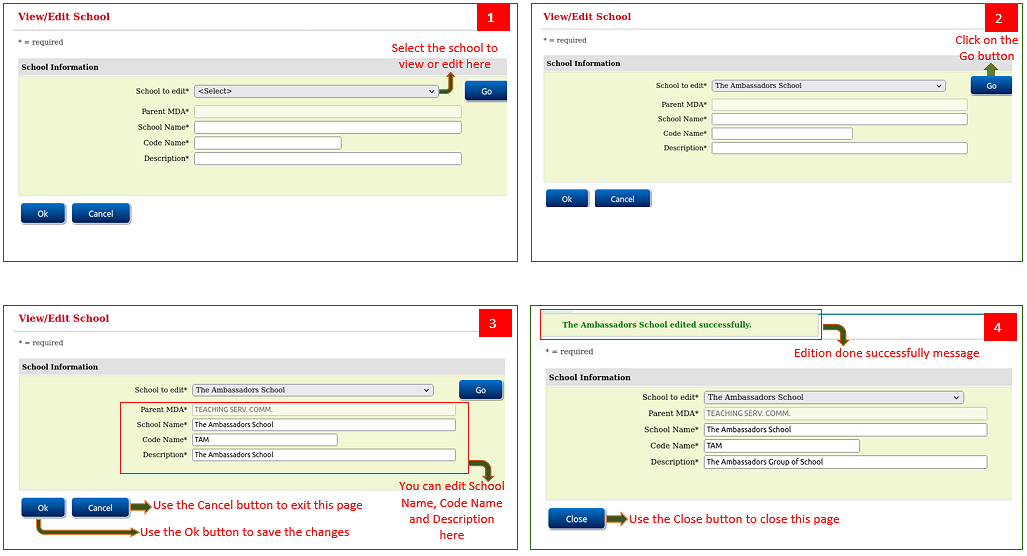 View/Edit School
1
* = required
Select the school to
view or edit here
School Information
School to edit* <Select> Go
Parent MDA*
School Name*
Code Name*
Description*
Ok Cancel
View/Edit School
2
* = required
Click on the
Go button
School Information
School to edit* The Ambassadors School Go
Parent MDA*
School Name*
Code Name*
Description*
Ok Cancel
View/Edit School
3
* = required
School Information
School to edit* The Ambassadors School Go
Parent MDA* TEACHING SERV. COMM.
School Name* The Ambassadors School
Code Name* TAM
Description* The Ambassadors School
You can edit School
Name, Code Name
and Description
here
Ok Cancel Use the Cancel button to exit this page
Use the Ok button to save the changes
The Ambassadors School edited successfully.
4
Edition done successfully message
* = required
School Information
School to edit* The Ambassadors School
Parent MDA* TEACHING SERV. COMM.
School Name* The Ambassadors School
Code Name* TAM
Description* The Ambassadors Group of School
Close Use the Close button to close this page